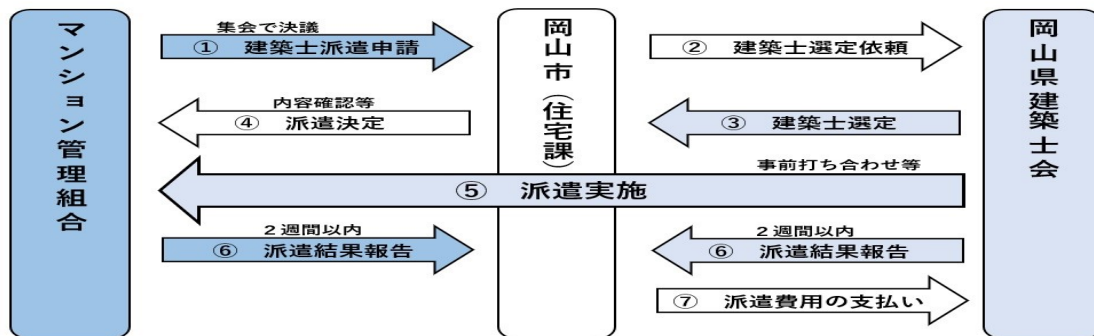 マンション管理組合
岡山市(住宅課)
岡山県建築士会
集会で決議
① 建築士派遣申請
② 建築士選定依頼
内容確認等
④ 派遣決定
③ 建築士選定
事前打ち合わせ等
⑤ 派遣実施
2週間以内
⑥ 派遣結果報告
2週間以内
⑥ 派遣結果報告
⑦ 派遣費用の支払い